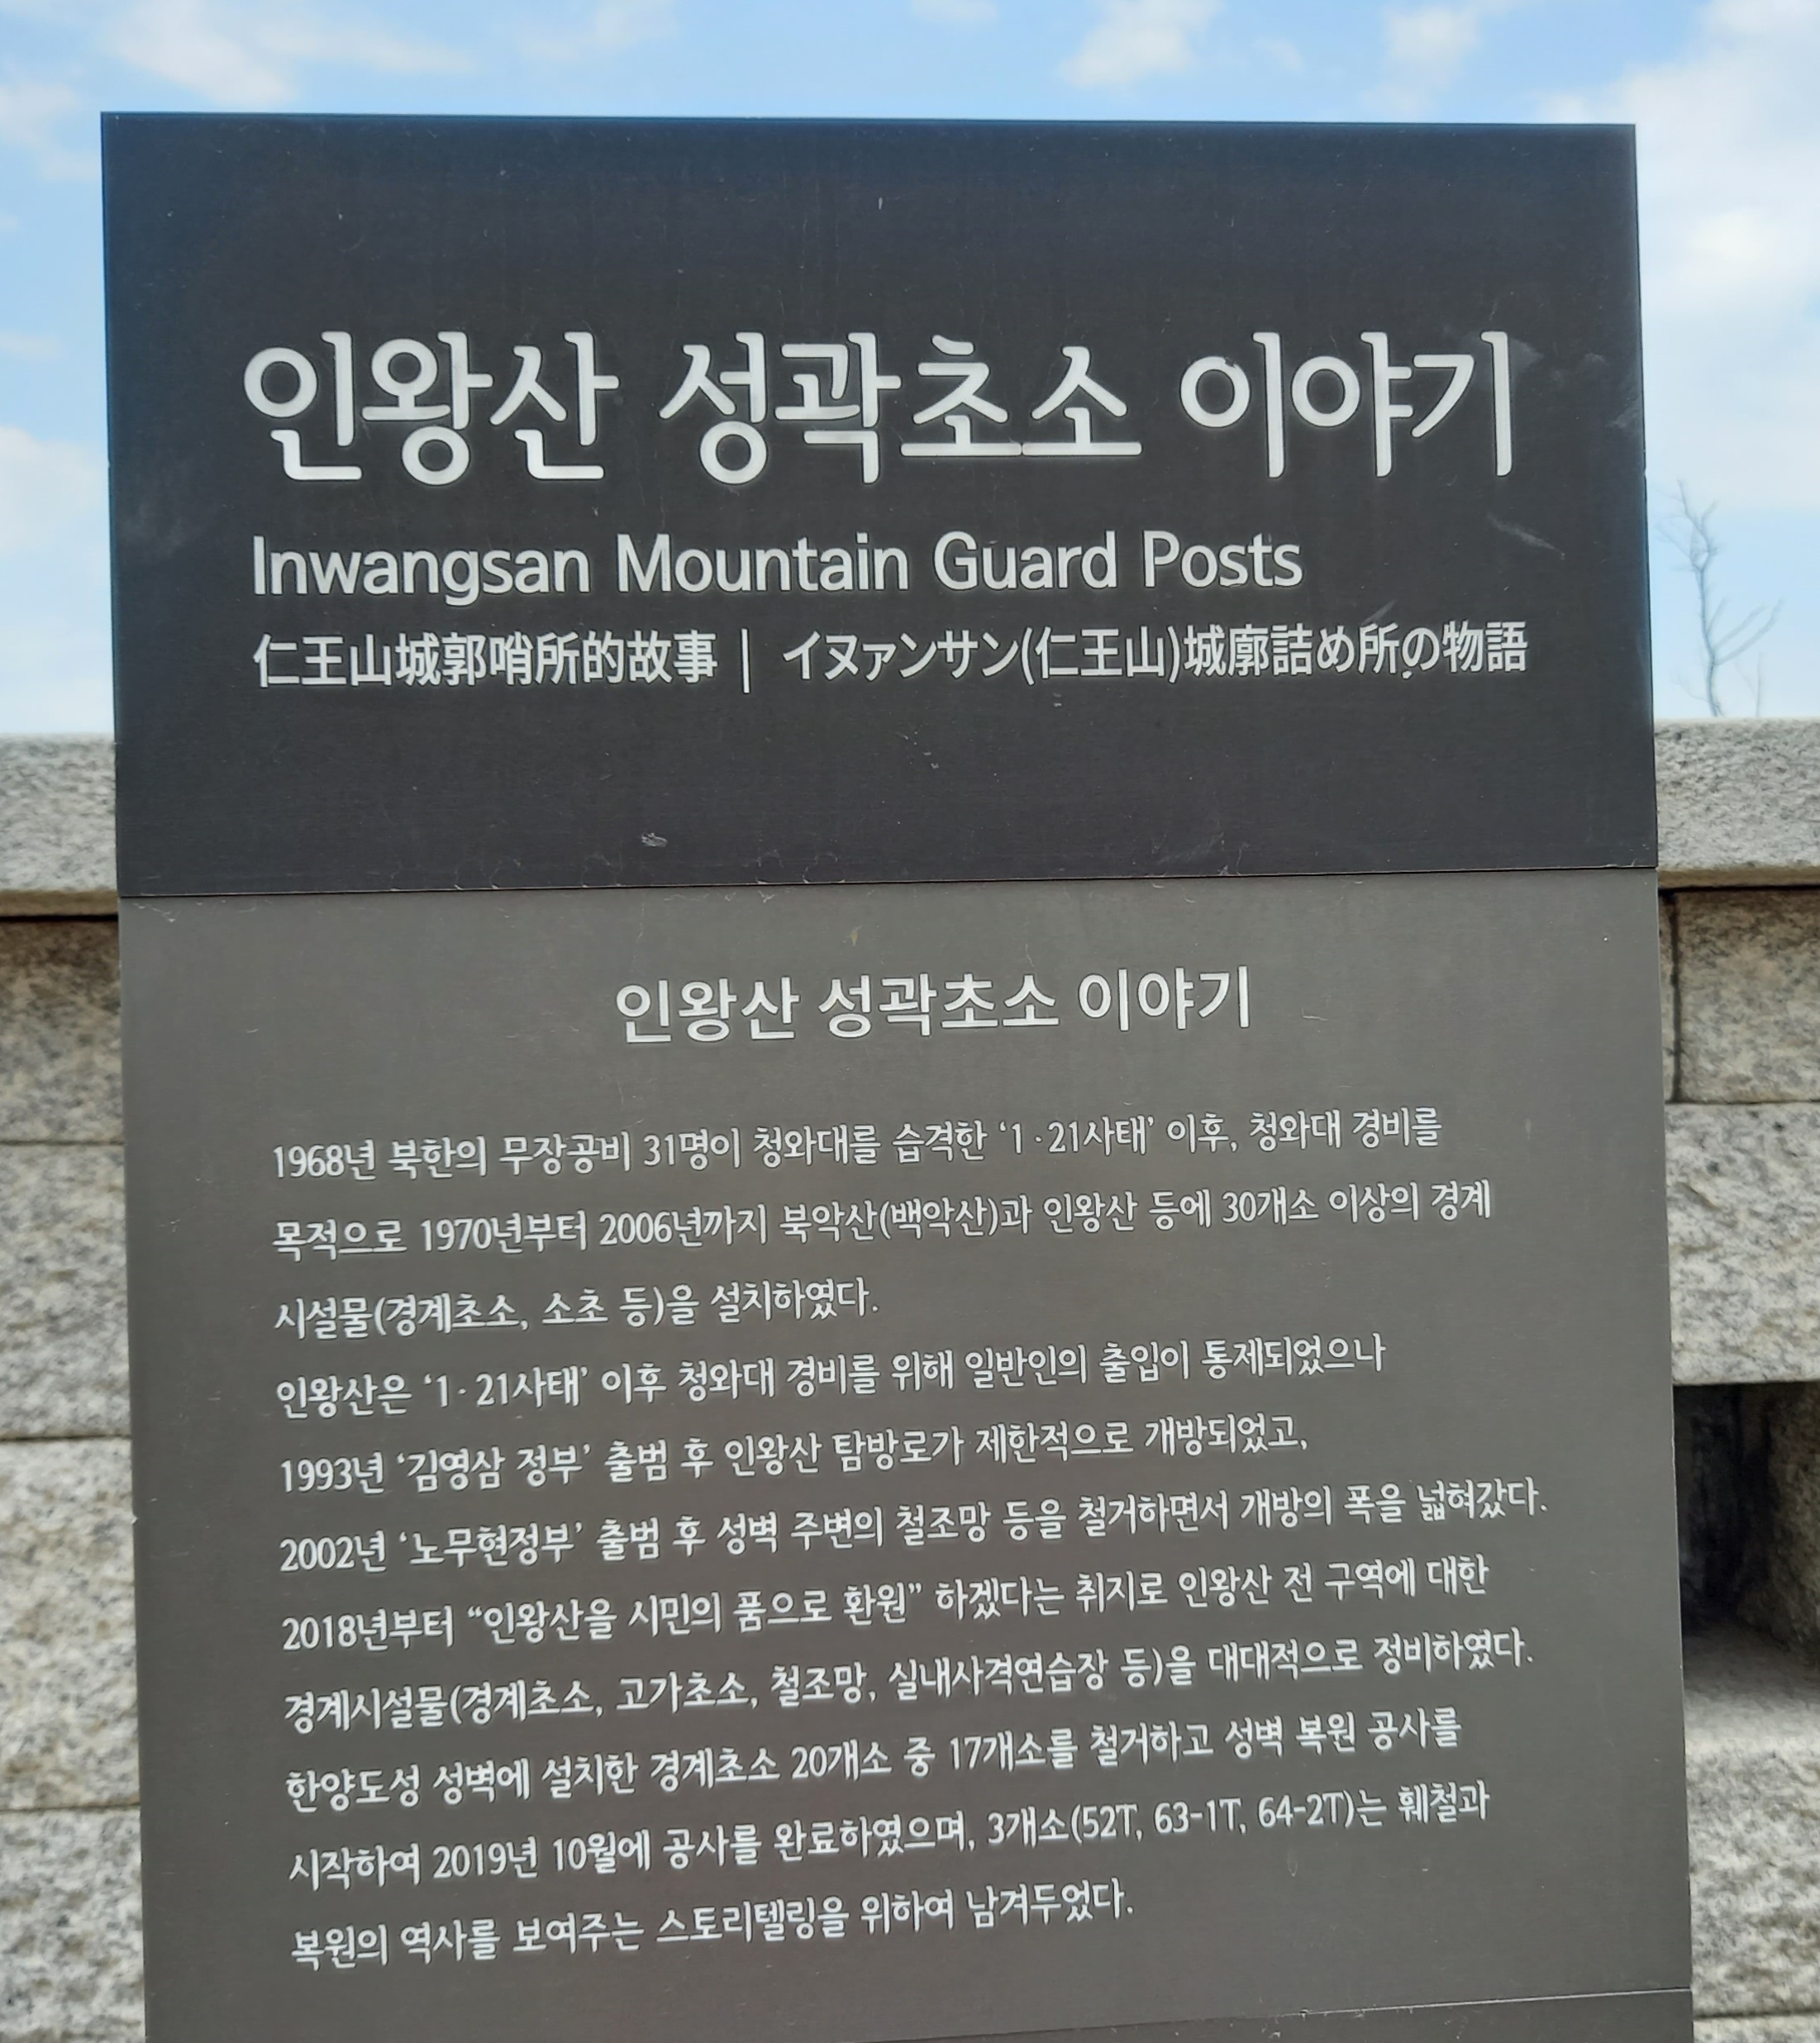 인왕산 성곽초소 이야기
Inwangsan Mountain Guard Posts
仁王山城郭哨所的故事 | イヌァンサン(仁王山)城廓詰め所の物語
인왕산 성곽초소 이야기
1968년 북한의 무장공비 31명이 청와대를 습격한 ‘1·21사태’ 이후, 청와대 경비를
목적으로 1970년부터 2006년까지 북악산(백악산)과 인왕산 등에 30개소 이상의 경계
시설물(경계초소, 소초 등)을 설치하였다.
인왕산은 ‘1·21사태’ 이후 청와대 경비를 위해 일반인의 출입이 통제되었으나
1993년 ‘김영삼 정부’ 출범 후 인왕산 탐방로가 제한적으로 개방되었고,
2002년 ‘노무현정부’ 출범 후 성벽 주변의 철조망 등을 철거하면서 개방의 폭을 넓혀갔다.
2018년부터 “인왕산을 시민의 품으로 환원” 하겠다는 취지로 인왕산 전 구역에 대한
경계시설물(경계초소, 고가초소, 철조망, 실내사격연습장 등)을 대대적으로 정비하였다.
한양도성 성벽에 설치한 경계초소 20개소 중 17개소를 철거하고 성벽 복원 공사를
시작하여 2019년 10월에 공사를 완료하였으며, 3개소(52T, 63-1T, 64-2T)는 훼철과
복원의 역사를 보여주는 스토리텔링을 위하여 남겨두었다.